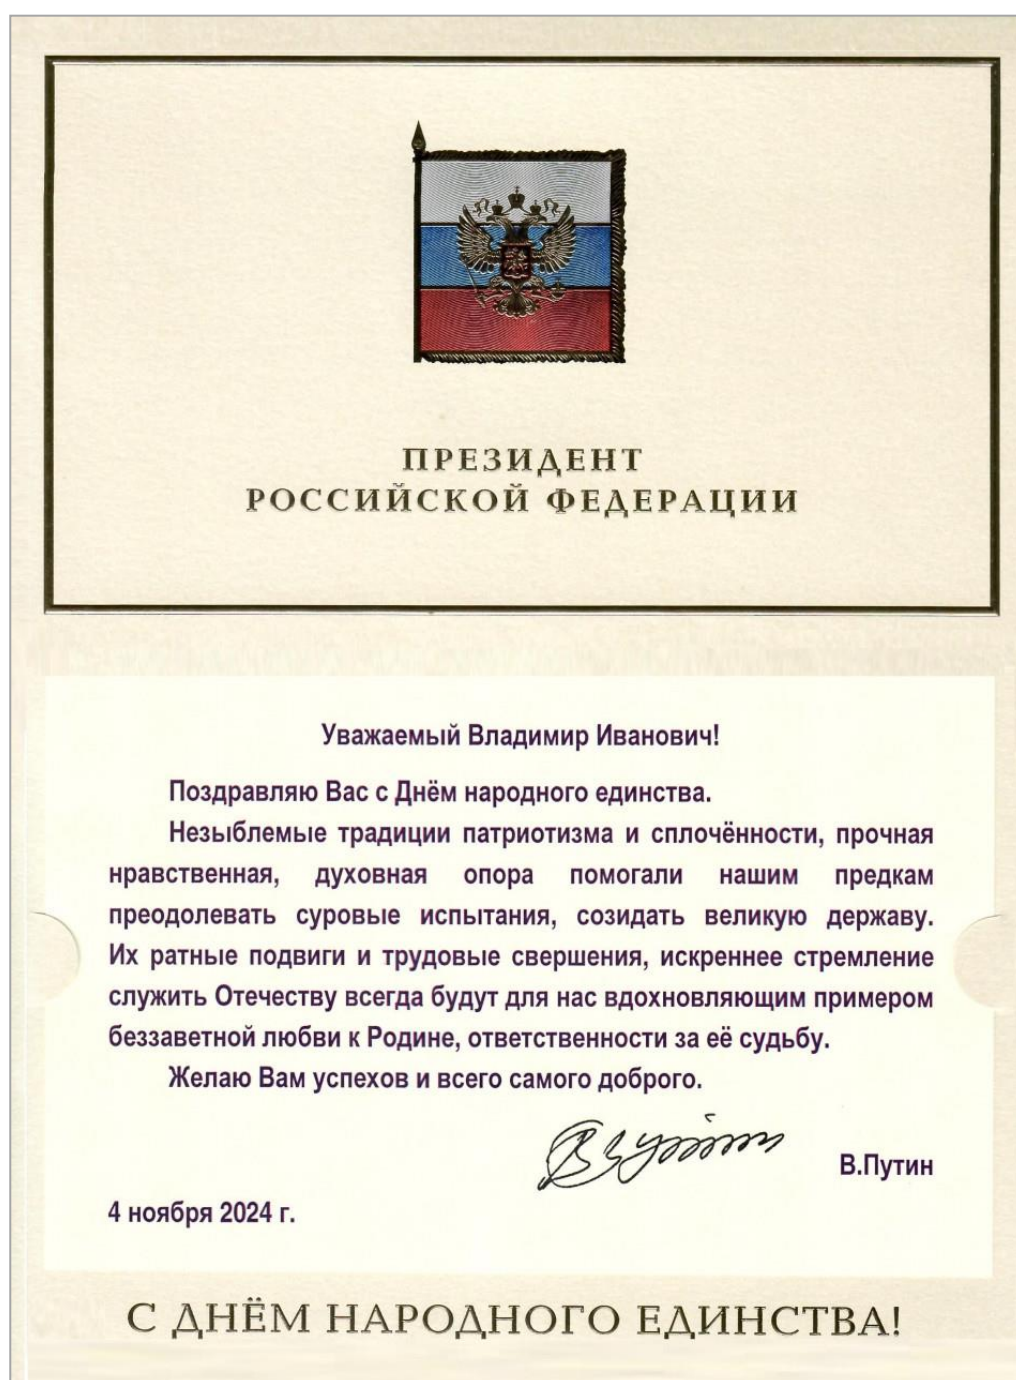 ПРЕЗИДЕНТ
РОССИЙСКОЙ ФЕДЕРАЦИИ
Уважаемый Владимир Иванович!
Поздравляю Вас с Днём народного единства.
Незыблемые традиции патриотизма и сплочённости, прочная
нравственная, духовная опора помогали нашим предкам
преодолевать суровые испытания, созидать великую державу.
Их ратные подвиги и трудовые свершения, искреннее стремление
служить Отечеству всегда будут для нас вдохновляющим примером
беззаветной любви к Родине, ответственности за её судьбу.
Желаю Вам успехов и всего самого доброго.
В.Путин
4 ноября 2024 г.
С ДНЁМ НАРОДНОГО ЕДИНСТВА!